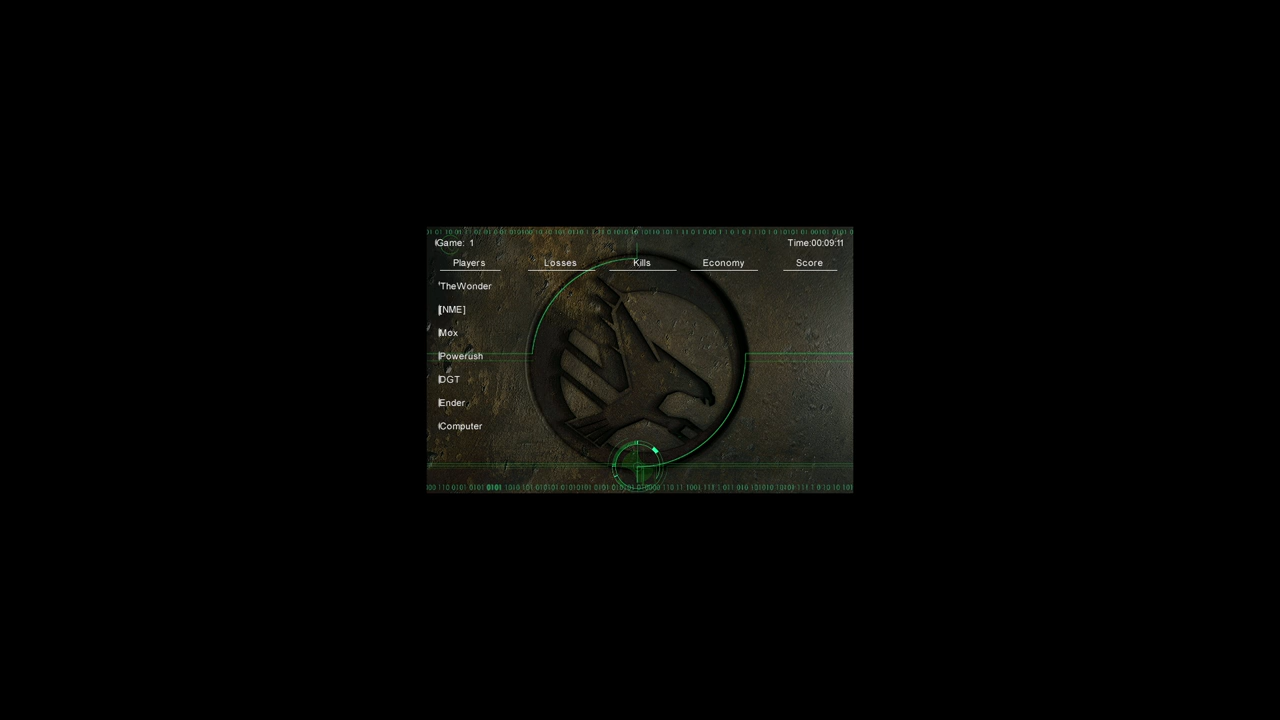 Game: 1 Time:00:09:11
Players Losses Kills Economy Score
TheWonder
[NME]
Mox
Powerush
DGT
Ender
Computer